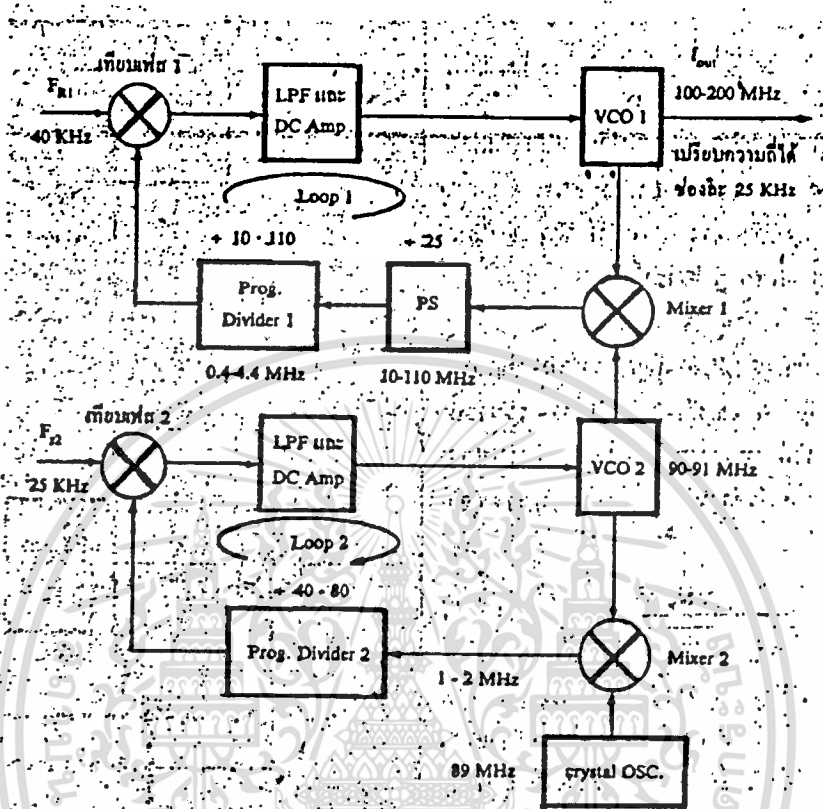 เทียบเฟส 1
F_R1
40 KHz
LPF และ
DC Amp
VCO 1
f_out
100-200 MHz
เปรียบความถี่ได้
ช่องละ 25 KHz
Loop 1
÷ 10 - 110
÷ 25
Prog.
Divider 1
PS
Mixer 1
0.4-4.4 MHz
10-110 MHz
เทียบเฟส 2
F_r2
25 KHz
LPF และ
DC Amp
VCO 2
90-91 MHz
Loop 2
÷ 40 - 80
Prog. Divider 2
1 - 2 MHz
Mixer 2
89 MHz
crystal OSC.